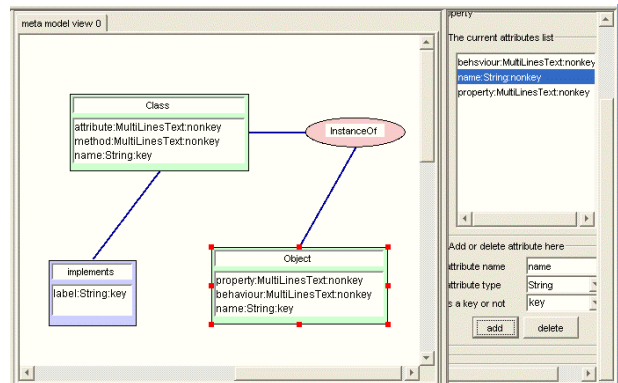 meta model view 0
Class
attribute:MultiLinesText:nonkey
method:MultiLinesText:nonkey
name:String:key
InstanceOf
implements
label:String:key
Object
property:MultiLinesText:nonkey
behaviour:MultiLinesText:nonkey
name:String:key
The current attributes list
behsviour:MultiLinesText:nonkey
name:String:nonkey
property:MultiLinesText:nonkey
Add or delete attribute here
attribute name name
attribute type String
s a key or not key
add delete